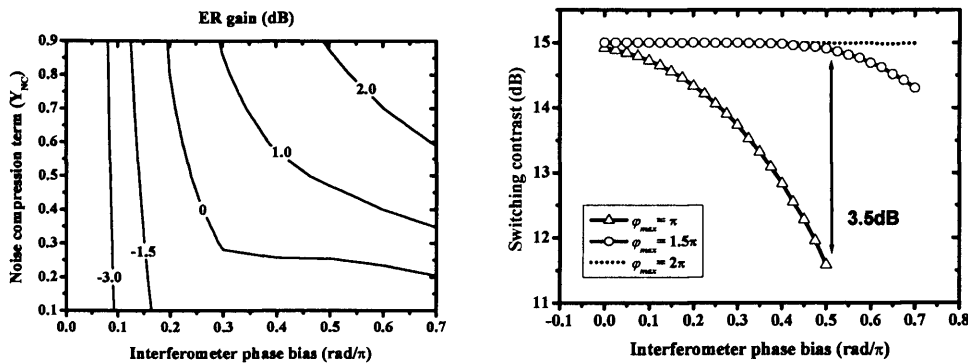 ER gain (dB)
Noise compression term (Y_NC)
0.9
0.8
0.7
0.6
0.5
0.4
0.3
0.2
0.1
2.0
1.0
0
-1.5
-3.0
0.0 0.1 0.2 0.3 0.4 0.5 0.6 0.7
Interferometer phase bias (rad/π)
Switching contrast (dB)
15
14
13
12
11
3.5dB
φ_max = π
φ_max = 1.5π
φ_max = 2π
-0.1 0.0 0.1 0.2 0.3 0.4 0.5 0.6 0.7 0.8
Interferometer phase bias (rad/π)